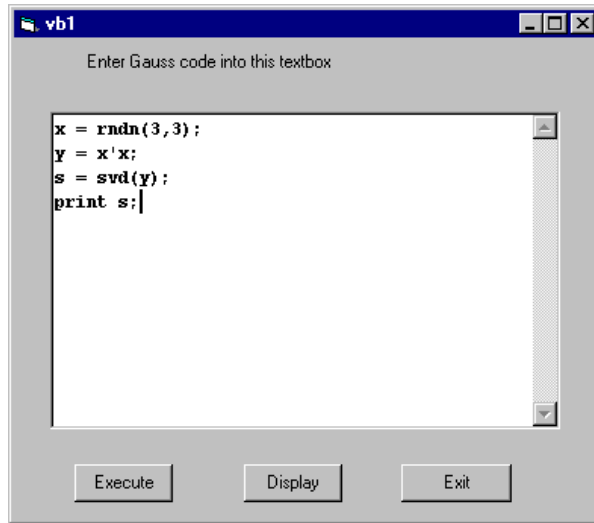 vb1
Enter Gauss code into this textbox
x = rndn(3,3);
y = x'x;
s = svd(y);
print s;
Execute Display Exit